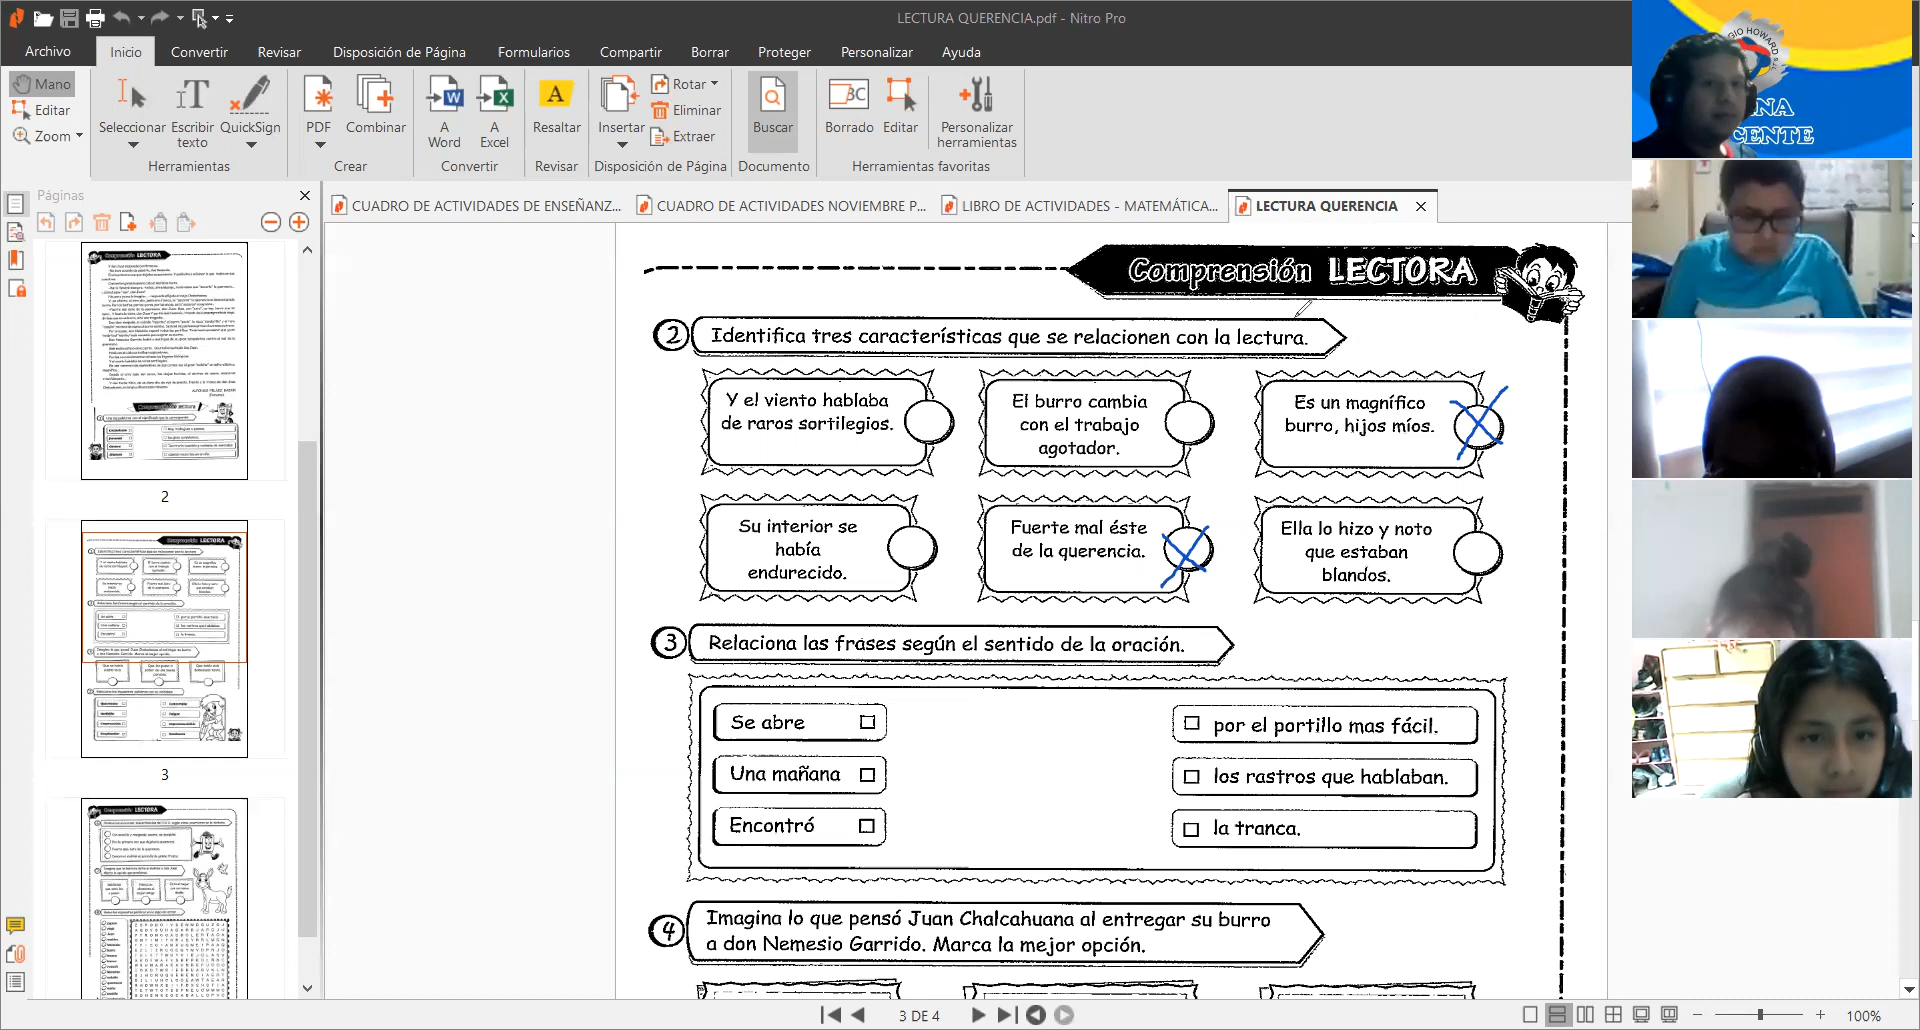 LECTURA QUERENCIA.pdf - Nitro Pro
Archivo
Inicio
Convertir
Revisar
Disposición de Página
Formularios
Compartir
Borrar
Proteger
Personalizar
Ayuda
Mano
Editar
Zoom
Seleccionar
Escribir
texto
QuickSign
Herramientas
PDF
Combinar
Crear
A
Word
A
Excel
Convertir
Resaltar
Revisar
Insertar
Rotar
Eliminar
Extraer
Disposición de Página
Buscar
Documento
Borrado
Editar
Personalizar
herramientas
Herramientas favoritas
Páginas
CUADRO DE ACTIVIDADES DE ENSEÑANZ...
CUADRO DE ACTIVIDADES NOVIEMBRE P...
LIBRO DE ACTIVIDADES - MATEMÁTICA...
LECTURA QUERENCIA
Comprensión LECTORA
2 Identifica tres características que se relacionen con la lectura.
Y el viento hablaba
de raros sortilegios.
El burro cambia
con el trabajo
agotador.
Es un magnífico
burro, hijos míos.
Su interior se
había
endurecido.
Fuerte mal éste
de la querencia.
Ella lo hizo y noto
que estaban
blandos.
3 Relaciona las frases según el sentido de la oración.
Se abre
Una mañana
Encontró
por el portillo mas fácil.
los rastros que hablaban.
la tranca.
4 Imagina lo que pensó Juan Chalcahuana al entregar su burro
a don Nemesio Garrido. Marca la mejor opción.
2
3
3 DE 4
100%
HOWARD